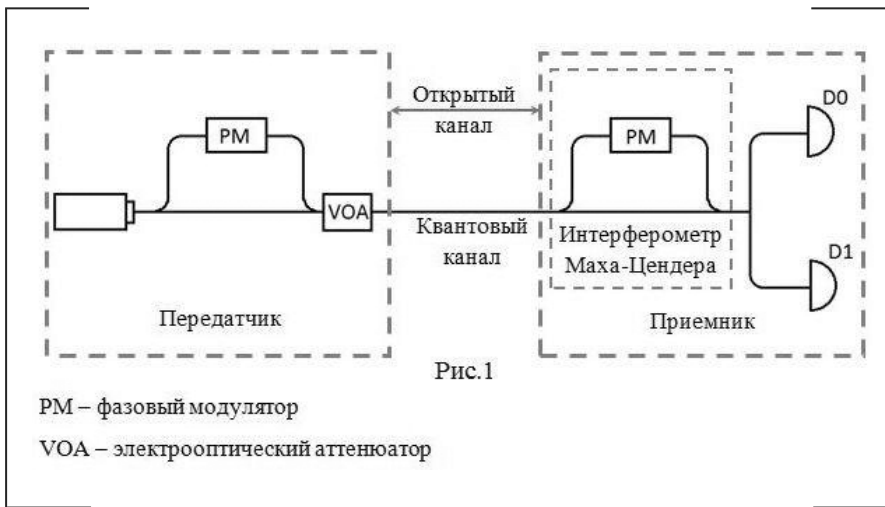 D0
Открытый
канал
PM
PM
VOA
Квантовый
канал
Интерферометр
Маха-Цендера
D1
Передатчик
Приемник
Рис.1
PM – фазовый модулятор
VOA – электрооптический аттенюатор